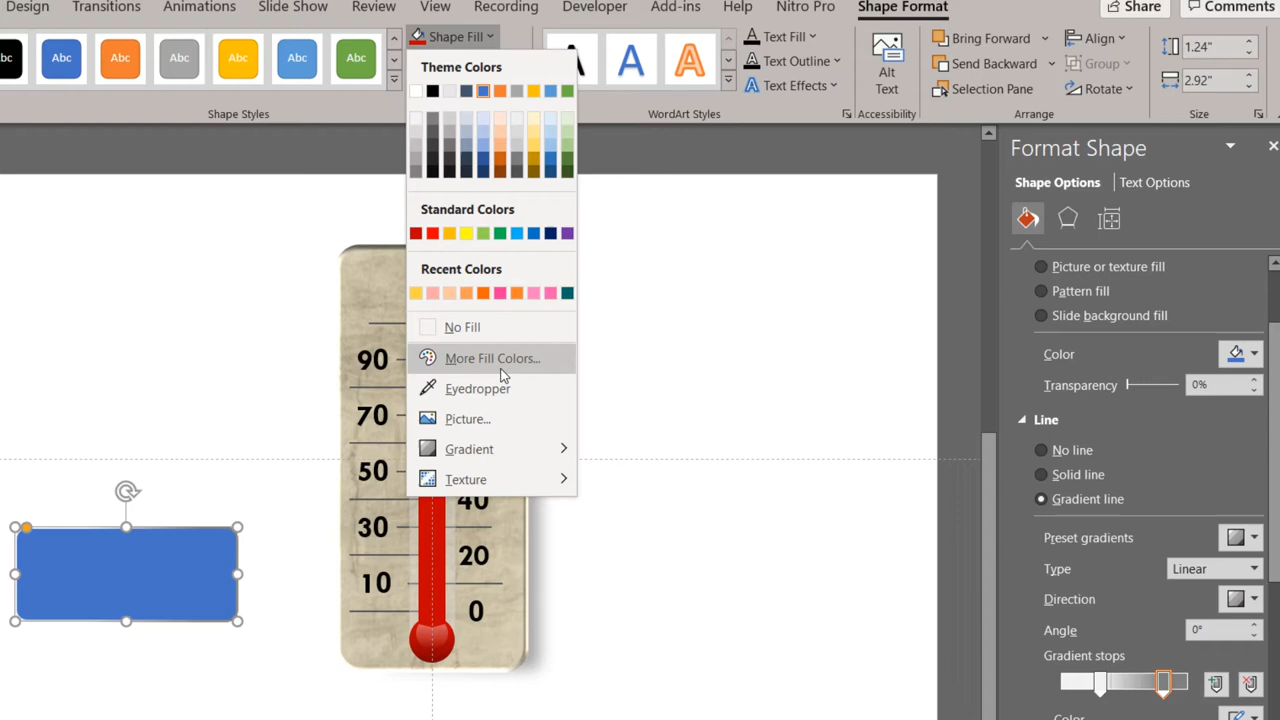 Design Transitions Animations Slide Show Review View Recording Developer Add-ins Help Nitro Pro Shape Format Share Comments
Abc Abc Abc Abc Abc Abc Abc
Shape Fill
A A A
Text Fill
Text Outline
Text Effects
Alt
Text
Bring Forward
Send Backward
Selection Pane
Align
Group
Rotate
1.24"
2.92"
Shape Styles
WordArt Styles
Accessibility
Arrange
Size
Theme Colors
Standard Colors
Recent Colors
No Fill
More Fill Colors...
Eyedropper
Picture...
Gradient
Texture
90
70
50
40
30
20
10
0
Format Shape
Shape Options Text Options
Picture or texture fill
Pattern fill
Slide background fill
Color
Transparency 0%
Line
No line
Solid line
Gradient line
Preset gradients
Type Linear
Direction
Angle 0°
Gradient stops